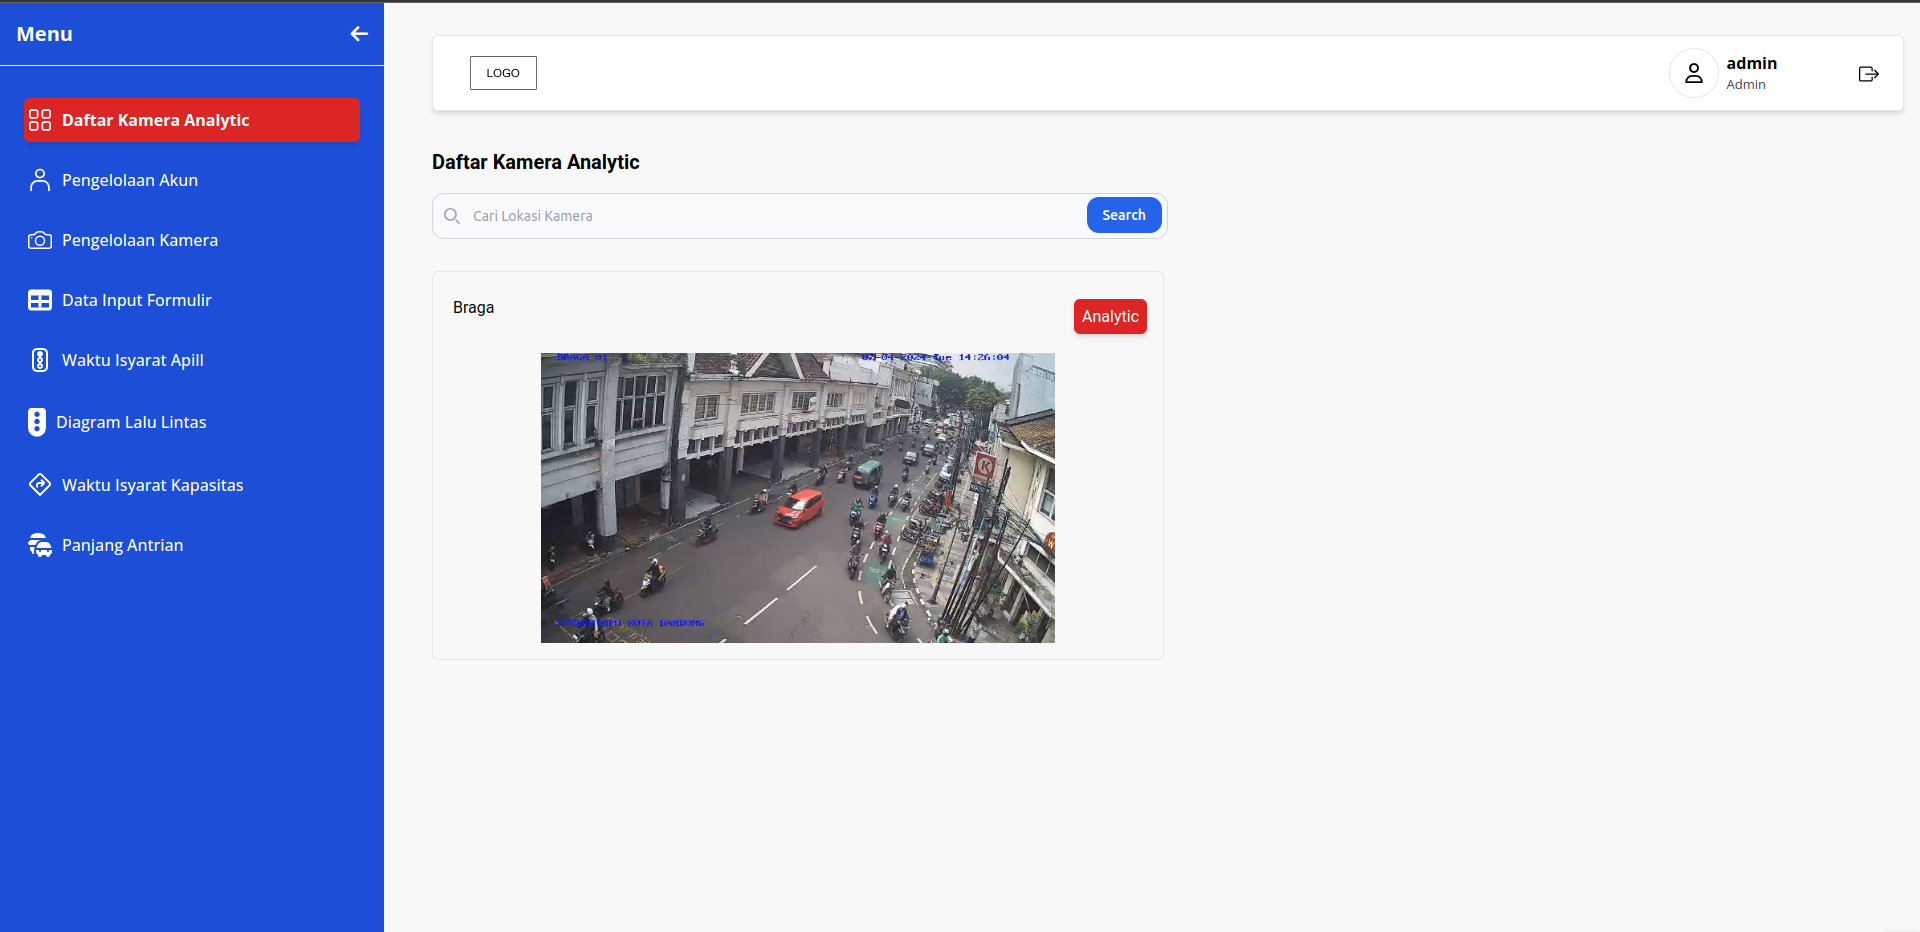 Menu
LOGO
admin
Admin
Daftar Kamera Analytic
Pengelolaan Akun
Pengelolaan Kamera
Data Input Formulir
Waktu Isyarat Apill
Diagram Lalu Lintas
Waktu Isyarat Kapasitas
Panjang Antrian
Daftar Kamera Analytic
Cari Lokasi Kamera
Search
Braga
Analytic
BRAGA 01
02-04-2024 Tue 14:26:04
K
KOTA BANDUNG